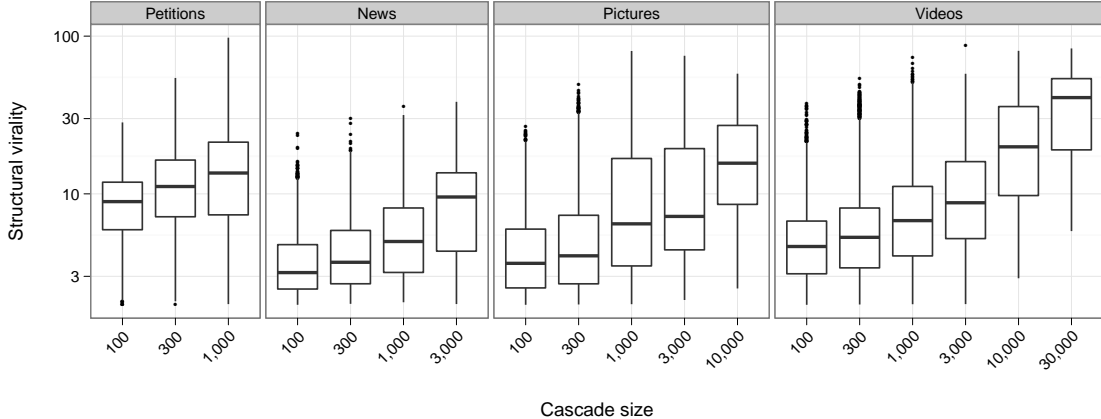 Petitions News Pictures Videos
Structural virality
100
30
10
3
100 300 1,000 100 300 1,000 3,000 100 300 1,000 3,000 10,000 100 300 1,000 3,000 10,000 30,000
Cascade size